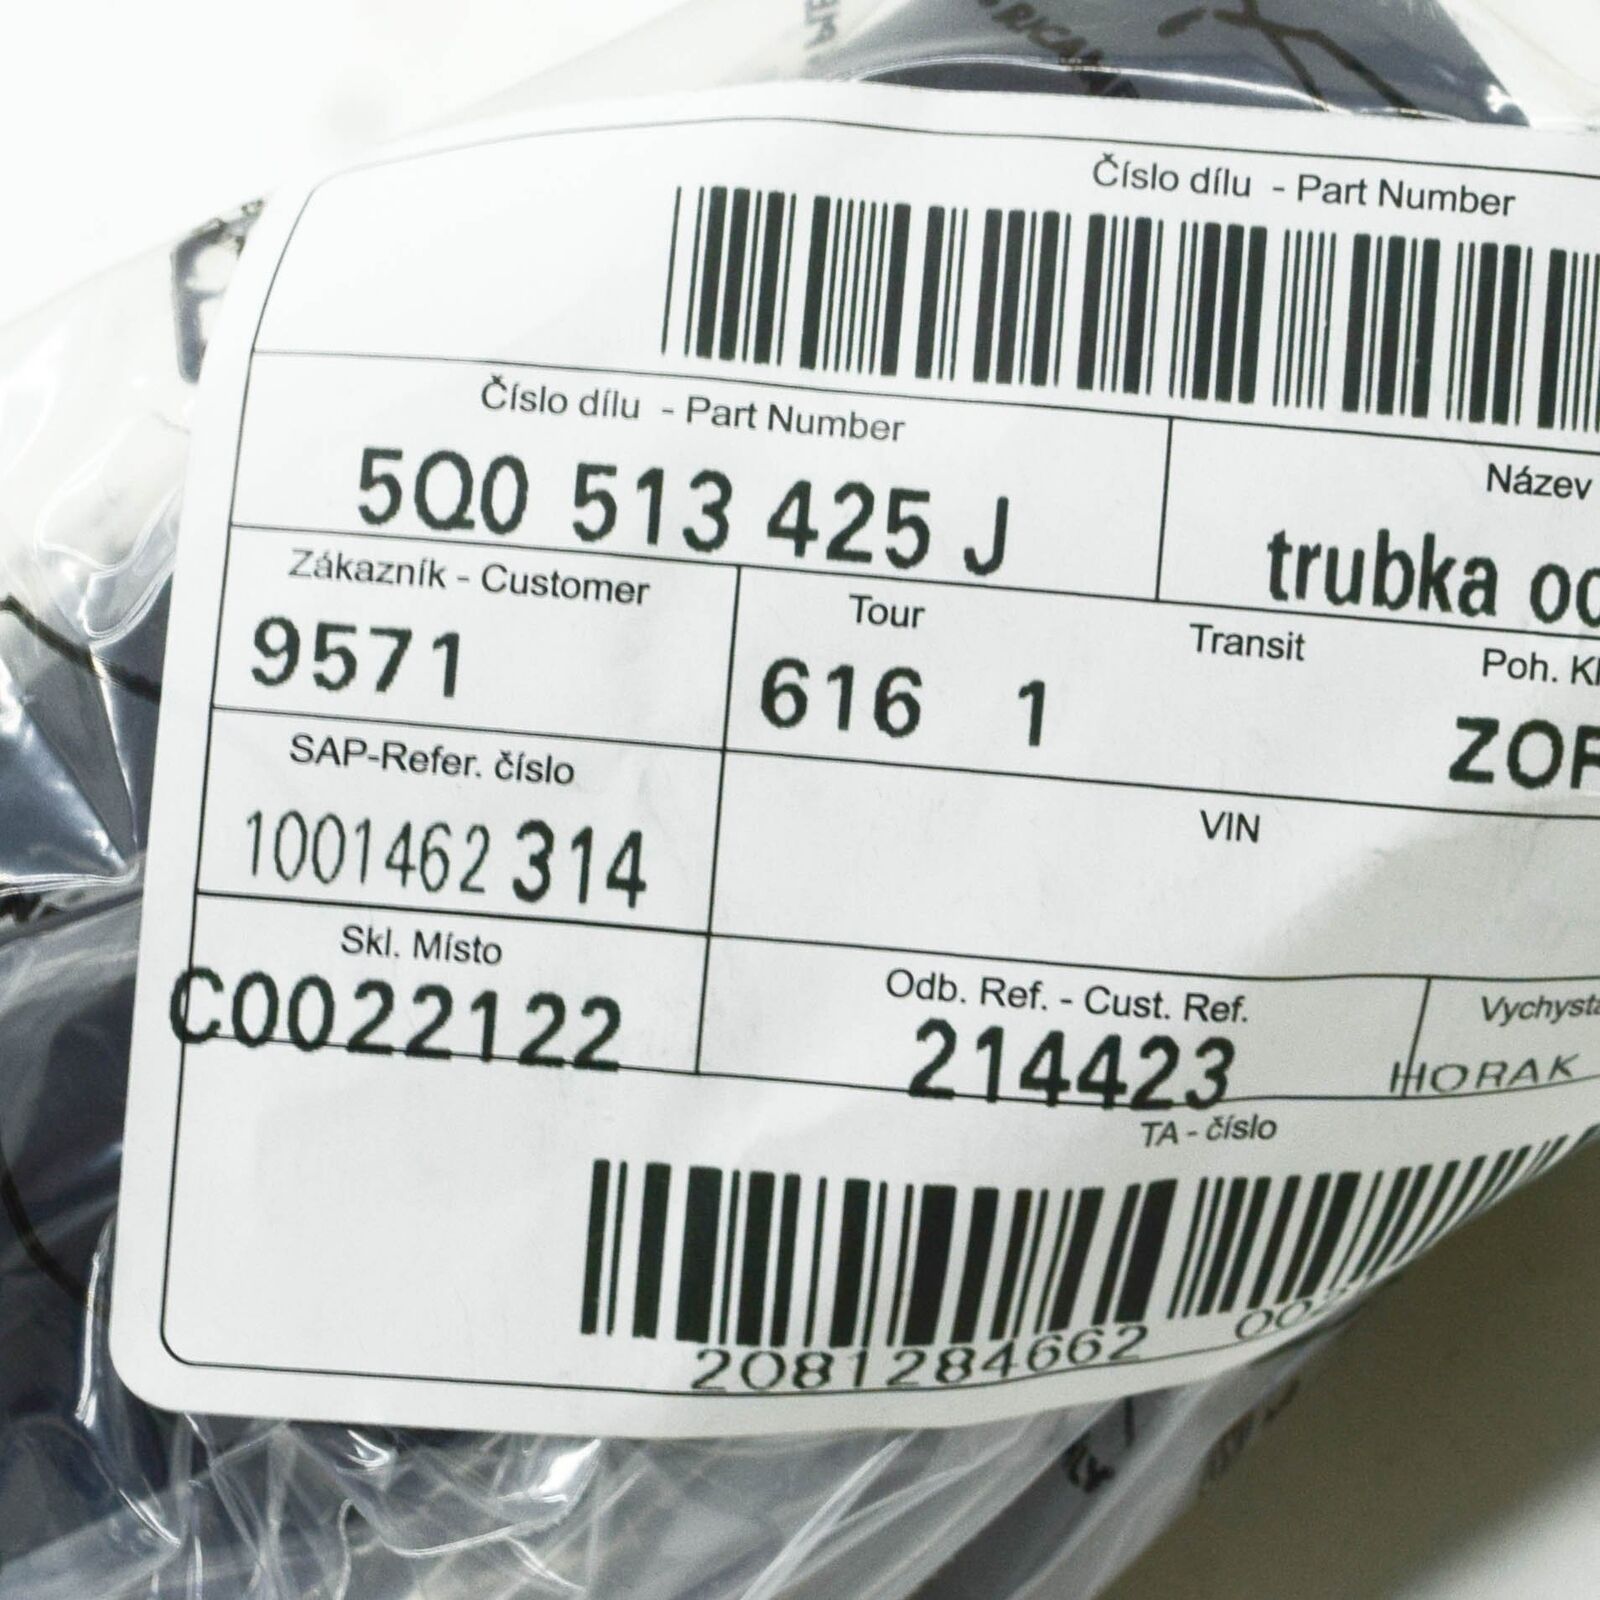 Číslo dílu - Part Number
Číslo dílu - Part Number
Název
5Q0 513 425 J
trubka
Zákazník - Customer
Tour
Transit
Poh.
9571
616 1
SAP-Refer. číslo
VIN
1001462 314
Skl. Místo
Odb. Ref. - Cust. Ref.
C0022122
214423
HORAK
TA - číslo
2081284662